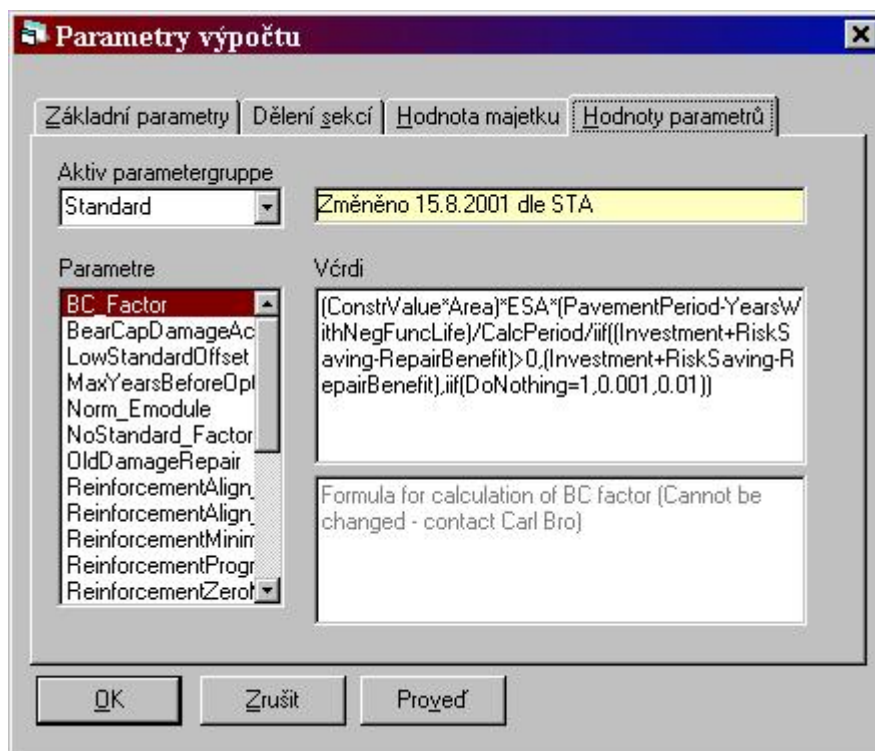 Parametry výpočtu
Základní parametry
Dělení sekcí
Hodnota majetku
Hodnoty parametrů
Aktiv parametergruppe
Standard
Změněno 15.8.2001 dle STA
Parametre
BC_Factor
BearCapDamageAc
LowStandardOffset
MaxYearsBeforeOpt
Norm_Emodule
NoStandard_Factor
OldDamageRepair
ReinforcementAlign_
ReinforcementAlign_
ReinforcementMinim
ReinforcementProgr
ReinforcementZeroM
Vćrdi
(ConstrValue*Area)*ESA*(PavementPeriod-YearsW
ithNegFuncLife)/CalcPeriod/iif((Investment+RiskS
aving-RepairBenefit)>0,(Investment+RiskSaving-R
epairBenefit),iif(DoNothing=1,0.001,0.01))
Formula for calculation of BC factor (Cannot be
changed - contact Carl Bro)
OK
Zrušit
Proveď